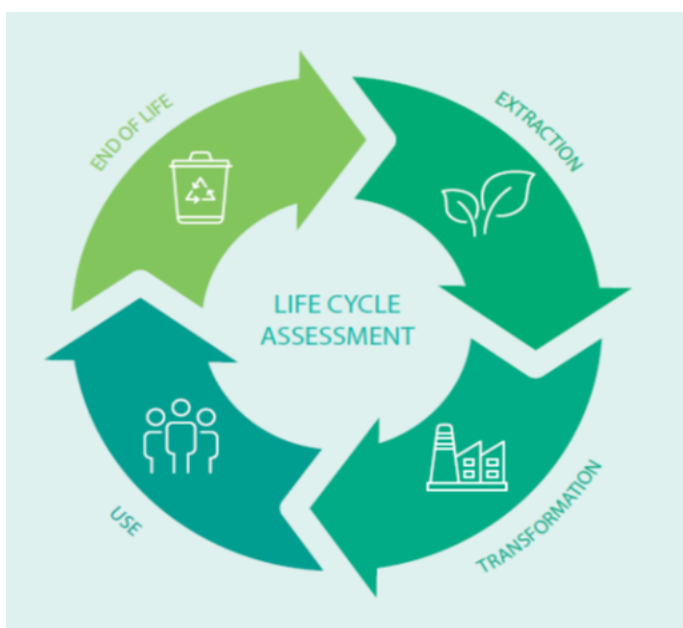 END OF LIFE
EXTRACTION
LIFE CYCLE
ASSESSMENT
USE
TRANSFORMATION